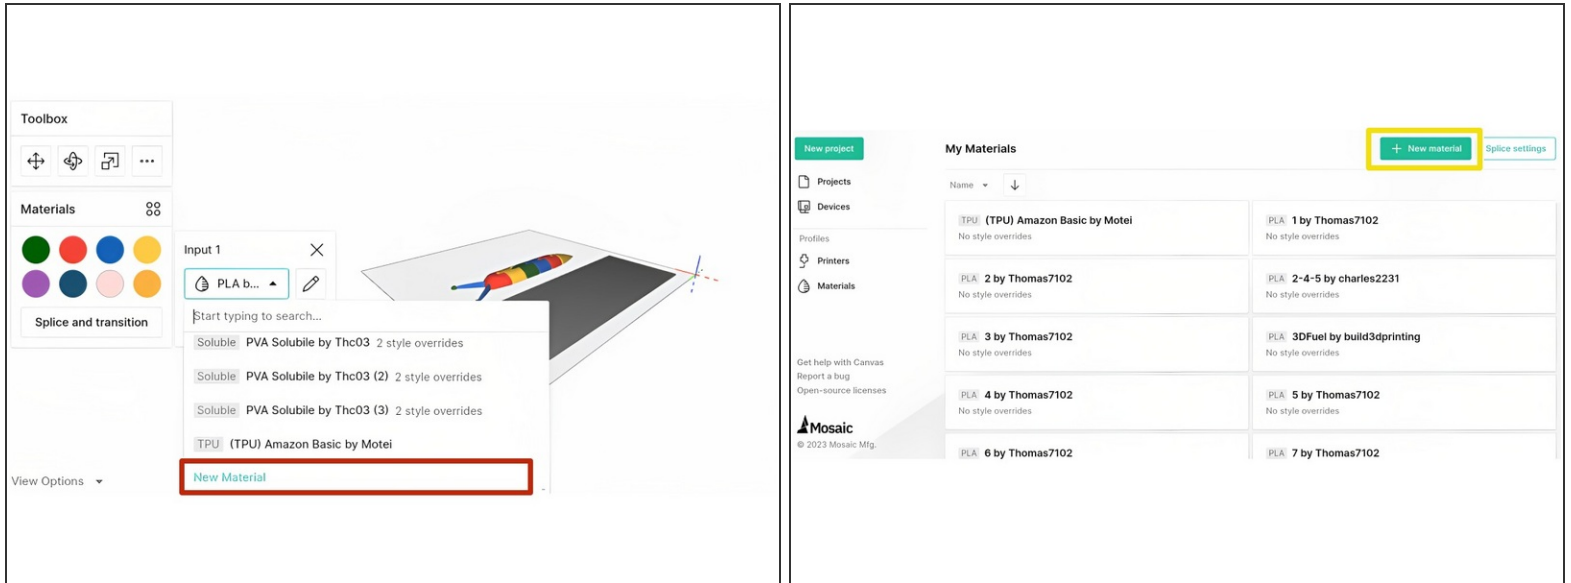 Toolbox
Materials
Input 1
PLA b...
Start typing to search...
Soluble PVA Solubile by Thc03 2 style overrides
Soluble PVA Solubile by Thc03 (2) 2 style overrides
Soluble PVA Solubile by Thc03 (3) 2 style overrides
TPU (TPU) Amazon Basic by Motei
New Material
Splice and transition
View Options
New project
Projects
Devices
Profiles
Printers
Materials
Get help with Canvas
Report a bug
Open-source licenses
Mosaic
© 2023 Mosaic Mfg.
My Materials
+ New material
Splice settings
Name
TPU (TPU) Amazon Basic by Motei
No style overrides
PLA 1 by Thomas7102
No style overrides
PLA 2 by Thomas7102
No style overrides
PLA 2-4-5 by charles2231
No style overrides
PLA 3 by Thomas7102
No style overrides
PLA 3DFuel by build3dprinting
No style overrides
PLA 4 by Thomas7102
No style overrides
PLA 5 by Thomas7102
No style overrides
PLA 6 by Thomas7102
PLA 7 by Thomas7102